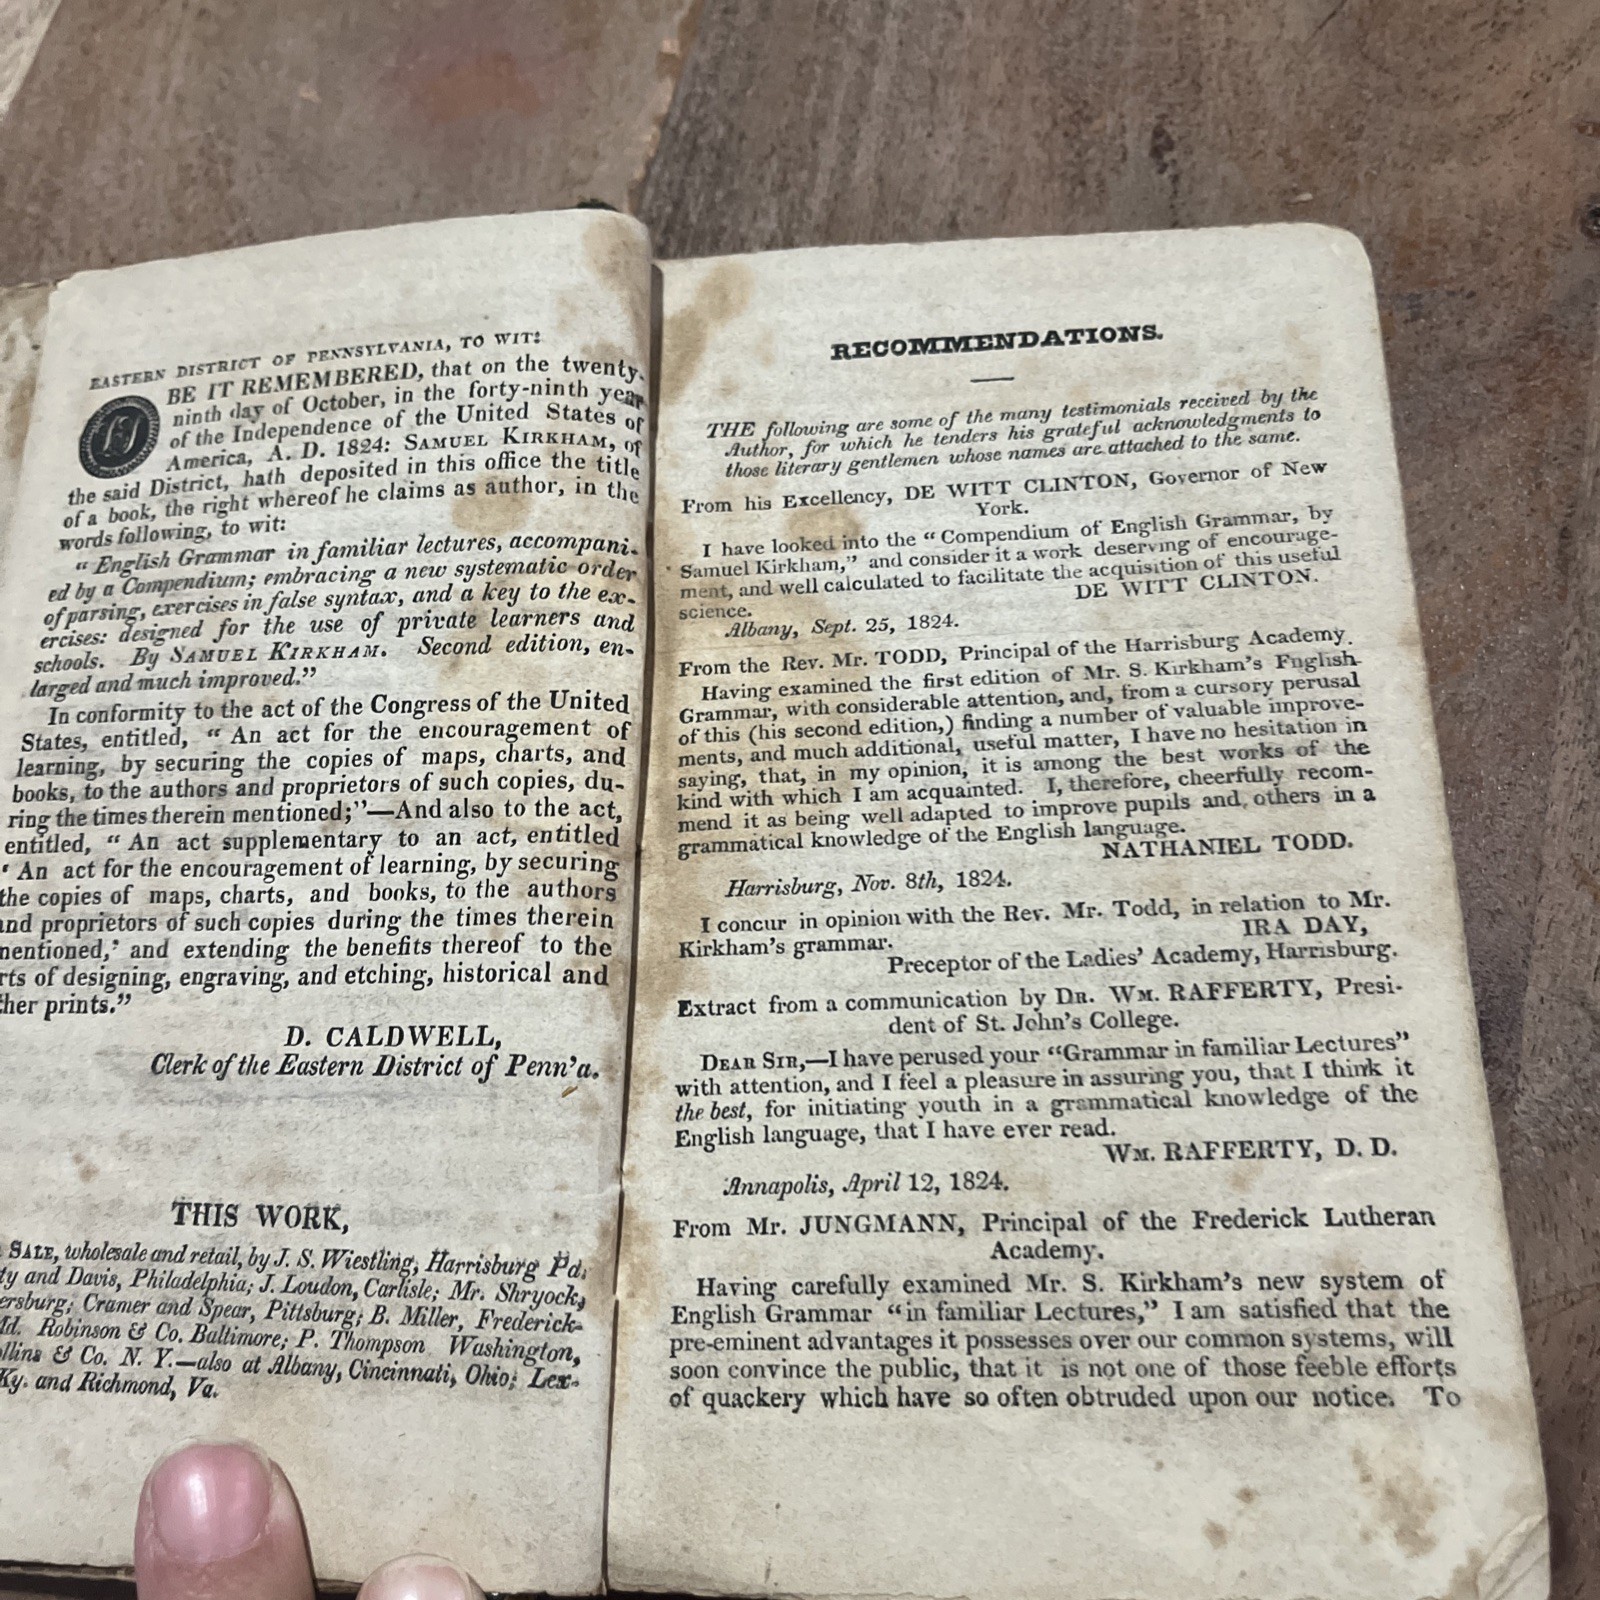 EASTERN DISTRICT OF PENNSYLVANIA, TO WIT:
BE IT REMEMBERED, that on the twenty-
ninth day of October, in the forty-ninth year
of the Independence of the United States of
America, A. D. 1824: SAMUEL KIRKHAM, of
the said District, hath deposited in this office the title
of a book, the right whereof he claims as author, in the
words following, to wit:
"English Grammar in familiar lectures, accompani-
ed by a Compendium; embracing a new systematic order
of parsing, exercises in false syntax, and a key to the ex-
ercises: designed for the use of private learners and
schools. By SAMUEL KIRKHAM. Second edition, en-
larged and much improved."
In conformity to the act of the Congress of the United
States, entitled, "An act for the encouragement of
learning, by securing the copies of maps, charts, and
books, to the authors and proprietors of such copies, du-
ring the times therein mentioned;"—And also to the act,
entitled, "An act supplementary to an act, entitled
'An act for the encouragement of learning, by securing
the copies of maps, charts, and books, to the authors
and proprietors of such copies during the times therein
mentioned,' and extending the benefits thereof to the
rts of designing, engraving, and etching, historical and
her prints."
D. CALDWELL,
Clerk of the Eastern District of Penn'a.
THIS WORK,
SALE, wholesale and retail, by J. S. Wiestling, Harrisburg Pa.
ty and Davis, Philadelphia; J. Loudon, Carlisle; Mr. Shryock,
ersburg; Cramer and Spear, Pittsburg; B. Miller, Frederick-
Md. Robinson & Co. Baltimore; P. Thompson Washington,
llins & Co. N. Y.—also at Albany, Cincinnati, Ohio; Lex-
Ky. and Richmond, Va.
RECOMMENDATIONS.
THE following are some of the many testimonials received by the
Author, for which he tenders his grateful acknowledgments to
those literary gentlemen whose names are attached to the same.
From his Excellency, DE WITT CLINTON, Governor of New
York.
I have looked into the "Compendium of English Grammar, by
Samuel Kirkham," and consider it a work deserving of encourage-
ment, and well calculated to facilitate the acquisition of this useful
science. DE WITT CLINTON.
Albany, Sept. 25, 1824.
From the Rev. Mr. TODD, Principal of the Harrisburg Academy.
Having examined the first edition of Mr. S. Kirkham's English
Grammar, with considerable attention, and, from a cursory perusal
of this (his second edition,) finding a number of valuable improve-
ments, and much additional, useful matter, I have no hesitation in
saying, that, in my opinion, it is among the best works of the
kind with which I am acquainted. I, therefore, cheerfully recom-
mend it as being well adapted to improve pupils and others in a
grammatical knowledge of the English language.
NATHANIEL TODD.
Harrisburg, Nov. 8th, 1824.
I concur in opinion with the Rev. Mr. Todd, in relation to Mr.
Kirkham's grammar. IRA DAY,
Preceptor of the Ladies' Academy, Harrisburg.
Extract from a communication by DR. WM. RAFFERTY, Presi-
dent of St. John's College.
DEAR SIR,—I have perused your "Grammar in familiar Lectures"
with attention, and I feel a pleasure in assuring you, that I think it
the best, for initiating youth in a grammatical knowledge of the
English language, that I have ever read.
WM. RAFFERTY, D. D.
Annapolis, April 12, 1824.
From Mr. JUNGMANN, Principal of the Frederick Lutheran
Academy.
Having carefully examined Mr. S. Kirkham's new system of
English Grammar "in familiar Lectures," I am satisfied that the
pre-eminent advantages it possesses over our common systems, will
soon convince the public, that it is not one of those feeble efforts
of quackery which have so often obtruded upon our notice. To